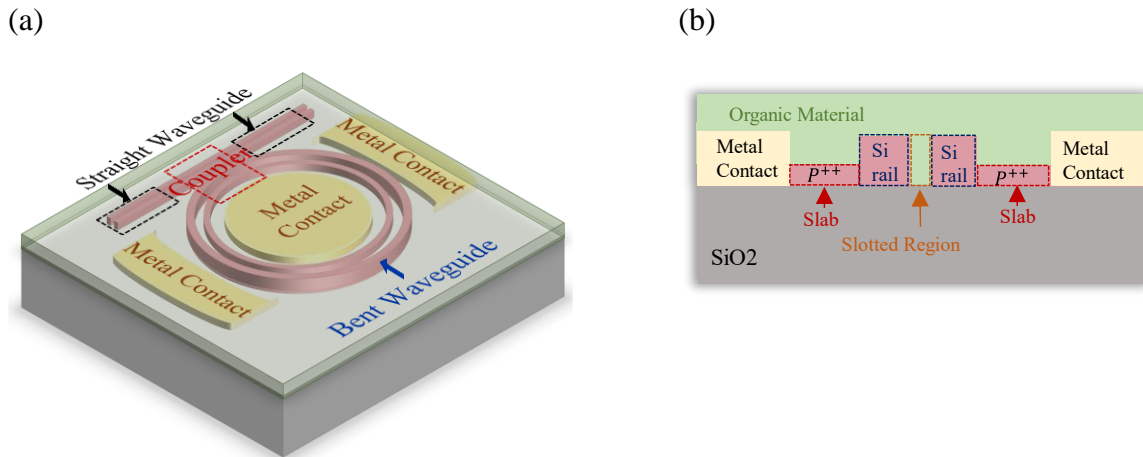 (a)
Straight Waveguide
Coupler
Metal Contact
Metal
Contact
Metal Contact
Bent Waveguide
(b)
Organic Material
Metal
Contact
P++
Si
rail
Si
rail
P++
Metal
Contact
Slab
Slab
Slotted Region
SiO2